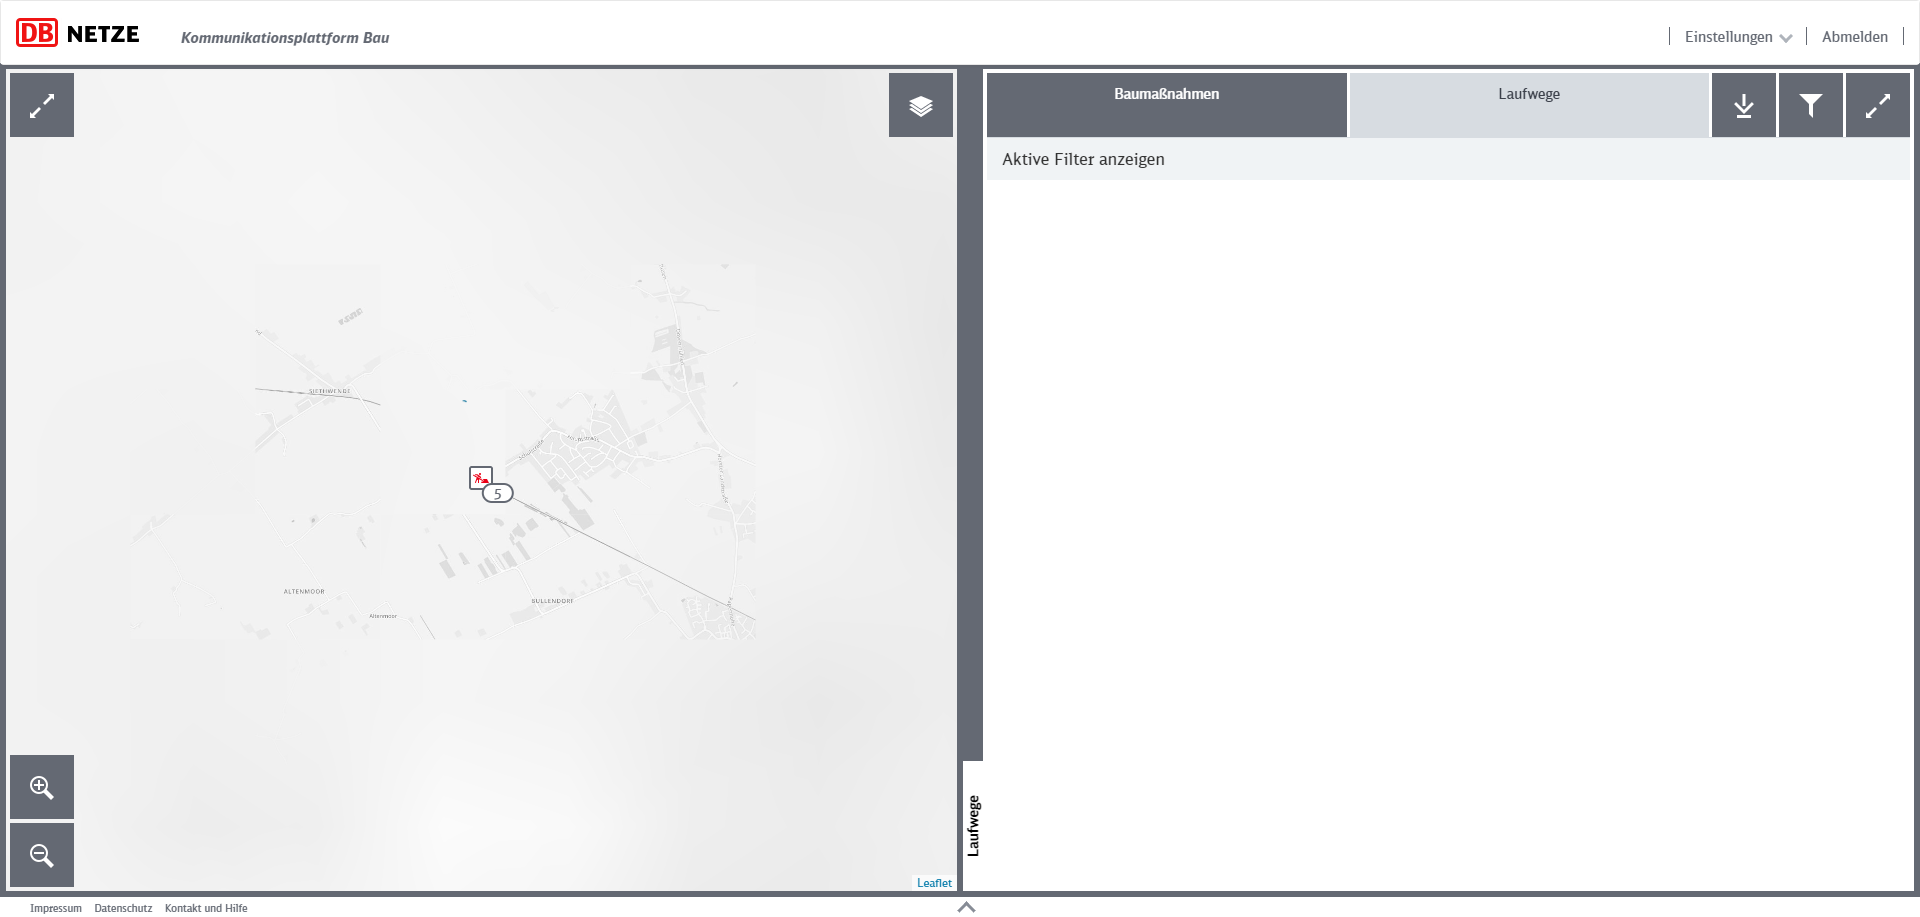 DB NETZE
Kommunikationsplattform Bau
Einstellungen
Abmelden
Baumaßnahmen
Laufwege
Aktive Filter anzeigen
SIETHWENDE
Schulstraße
5
ALTENMOOR
Altenmoor
BULLENDORF
Laufwege
Leaflet
Impressum Datenschutz Kontakt und Hilfe